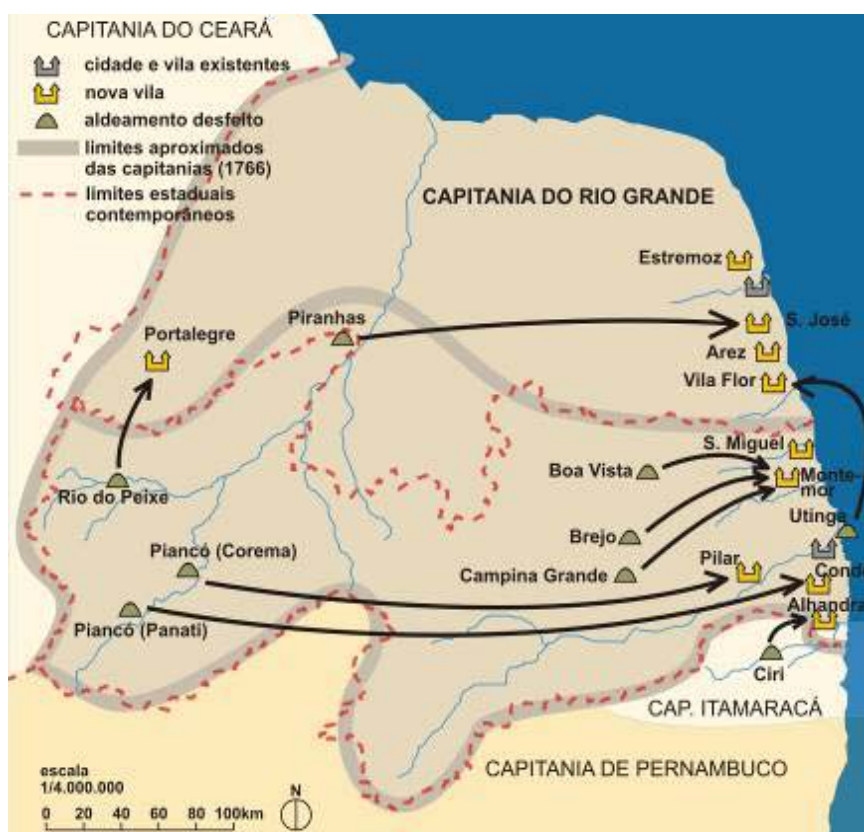 CAPITANIA DO CEARÁ
cidade e vila existentes
nova vila
aldeamento desfeito
limites aproximados
das capitanias (1766)
limites estaduais
contemporâneos
CAPITANIA DO RIO GRANDE
Estremoz
S. José
Piranhas
Portalegre
Arez
Vila Flor
S. Miguel
Boa Vista
Monte-
mor
Rio do Peixe
Utinga
Brejo
Piancó (Corema)
Pilar
Conde
Campina Grande
Alhandra
Piancó (Panati)
Ciri
CAP. ITAMARACÁ
CAPITANIA DE PERNAMBUCO
escala
1/4.000.000
N
0 20 40 60 80 100km